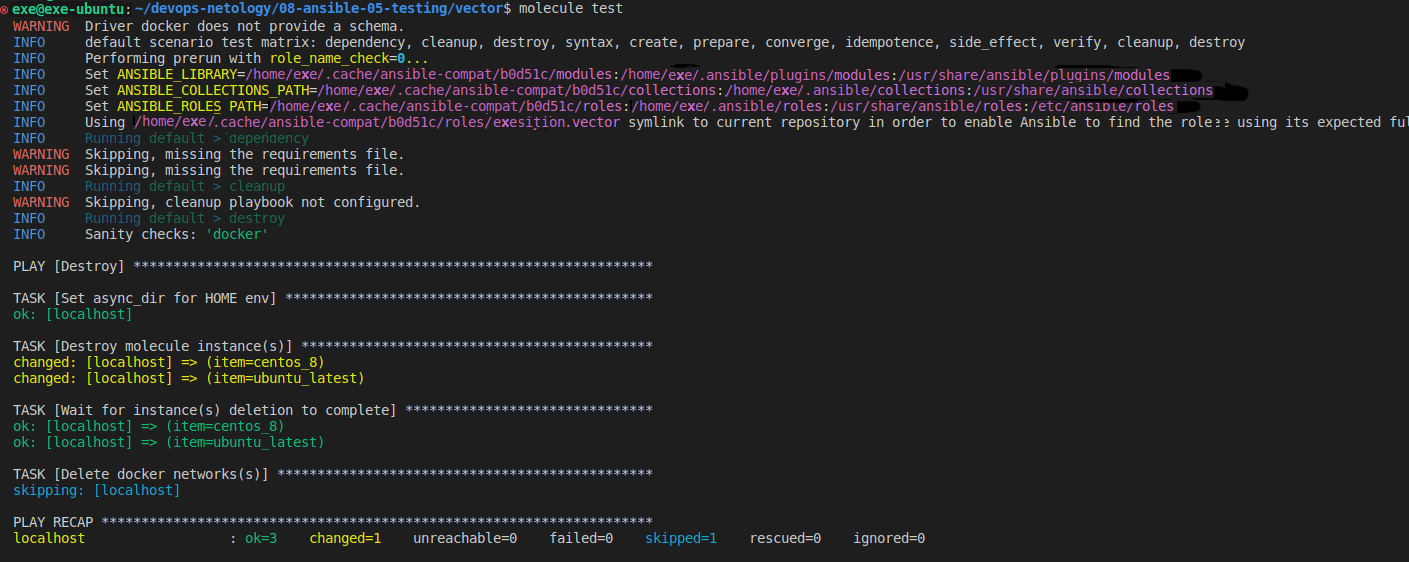 exe@exe-ubuntu:~/devops-netology/08-ansible-05-testing/vector$ molecule test
WARNING  Driver docker does not provide a schema.
INFO     default scenario test matrix: dependency, cleanup, destroy, syntax, create, prepare, converge, idempotence, side_effect, verify, cleanup, destroy
INFO     Performing prerun with role_name_check=0...
INFO     Set ANSIBLE_LIBRARY=/home/exe/.cache/ansible-compat/b0d51c/modules:/home/exe/.ansible/plugins/modules:/usr/share/ansible/plugins/modules
INFO     Set ANSIBLE_COLLECTIONS_PATH=/home/exe/.cache/ansible-compat/b0d51c/collections:/home/exe/.ansible/collections:/usr/share/ansible/collections
INFO     Set ANSIBLE_ROLES_PATH=/home/exe/.cache/ansible-compat/b0d51c/roles:/home/exe/.ansible/roles:/usr/share/ansible/roles:/etc/ansible/roles
INFO     Using /home/exe/.cache/ansible-compat/b0d51c/roles/exesition.vector symlink to current repository in order to enable Ansible to find the role using its expected ful
INFO     Running default > dependency
WARNING  Skipping, missing the requirements file.
WARNING  Skipping, missing the requirements file.
INFO     Running default > cleanup
WARNING  Skipping, cleanup playbook not configured.
INFO     Running default > destroy
INFO     Sanity checks: 'docker'
PLAY [Destroy] *****************************************************************
TASK [Set async_dir for HOME env] **********************************************
ok: [localhost]
TASK [Destroy molecule instance(s)] ********************************************
changed: [localhost] => (item=centos_8)
changed: [localhost] => (item=ubuntu_latest)
TASK [Wait for instance(s) deletion to complete] *******************************
ok: [localhost] => (item=centos_8)
ok: [localhost] => (item=ubuntu_latest)
TASK [Delete docker networks(s)] ***********************************************
skipping: [localhost]
PLAY RECAP *********************************************************************
localhost                  : ok=3    changed=1    unreachable=0    failed=0    skipped=1    rescued=0    ignored=0